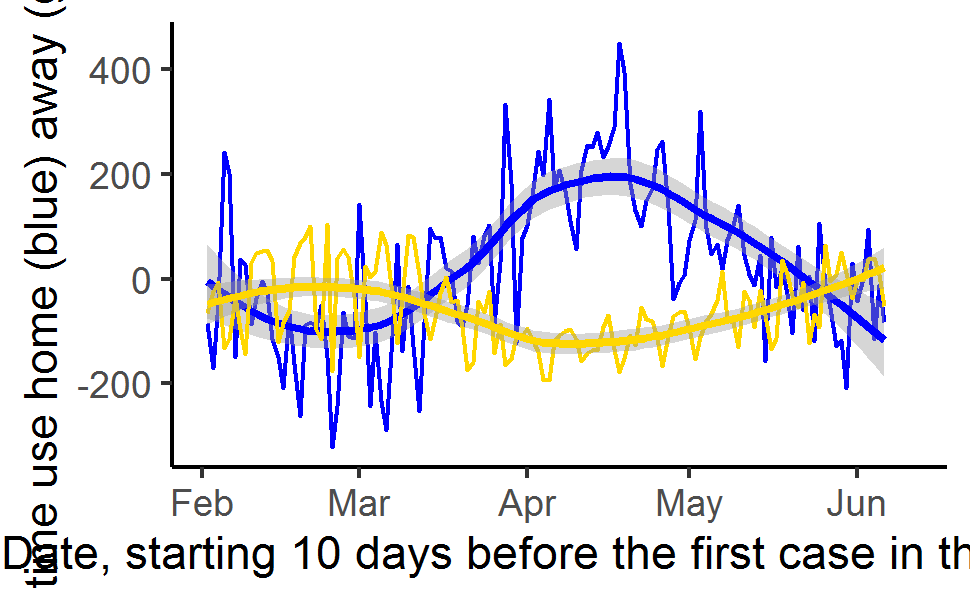 time use home (blue) away (g
400
200
0
-200
Feb Mar Apr May Jun
Date, starting 10 days before the first case in th